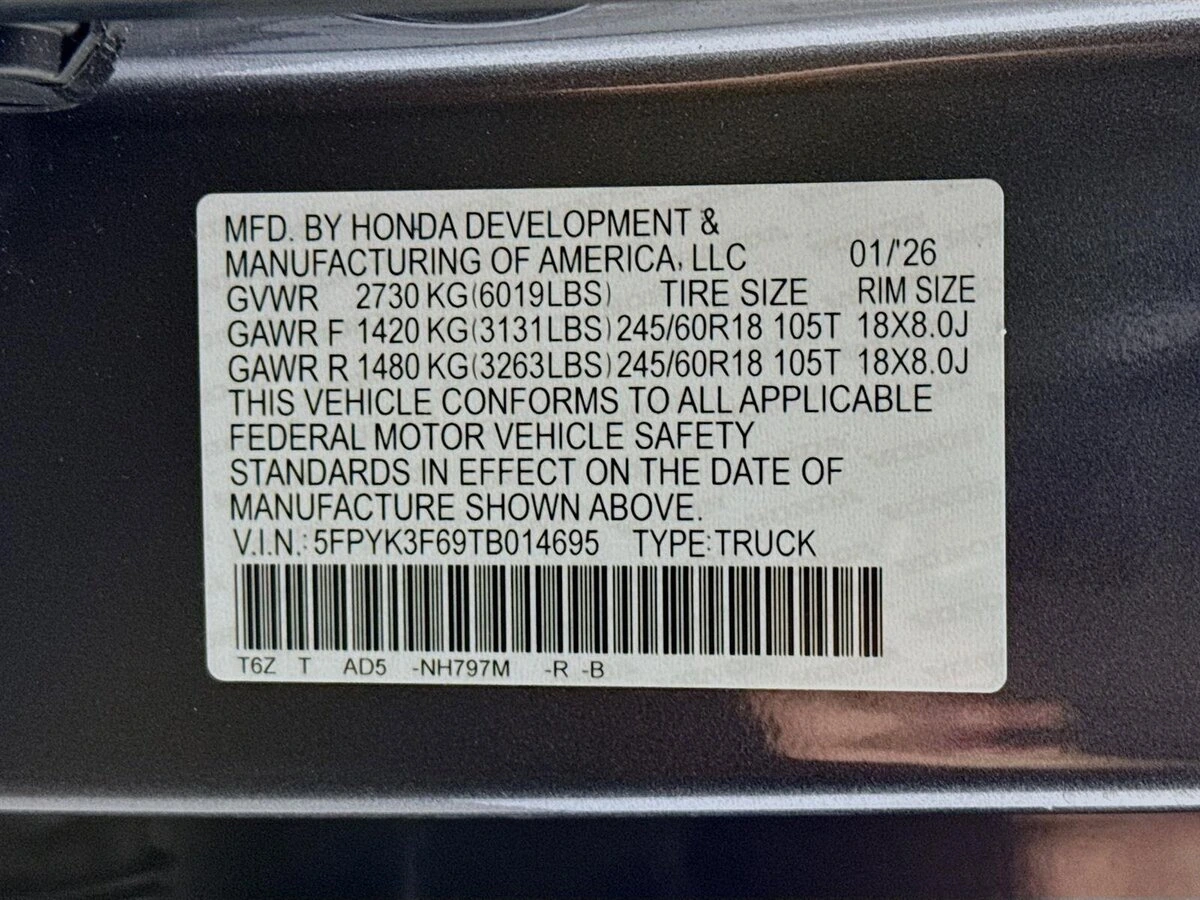 MFD. BY HONDA DEVELOPMENT &
MANUFACTURING OF AMERICA, LLC 01/'26
GVWR 2730 KG(6019LBS) TIRE SIZE RIM SIZE
GAWR F 1420 KG(3131LBS) 245/60R18 105T 18X8.0J
GAWR R 1480 KG(3263LBS) 245/60R18 105T 18X8.0J
THIS VEHICLE CONFORMS TO ALL APPLICABLE
FEDERAL MOTOR VEHICLE SAFETY
STANDARDS IN EFFECT ON THE DATE OF
MANUFACTURE SHOWN ABOVE.
V.I.N.: 5FPYK3F69TB014695 TYPE:TRUCK
T6Z T AD5 -NH797M -R -B